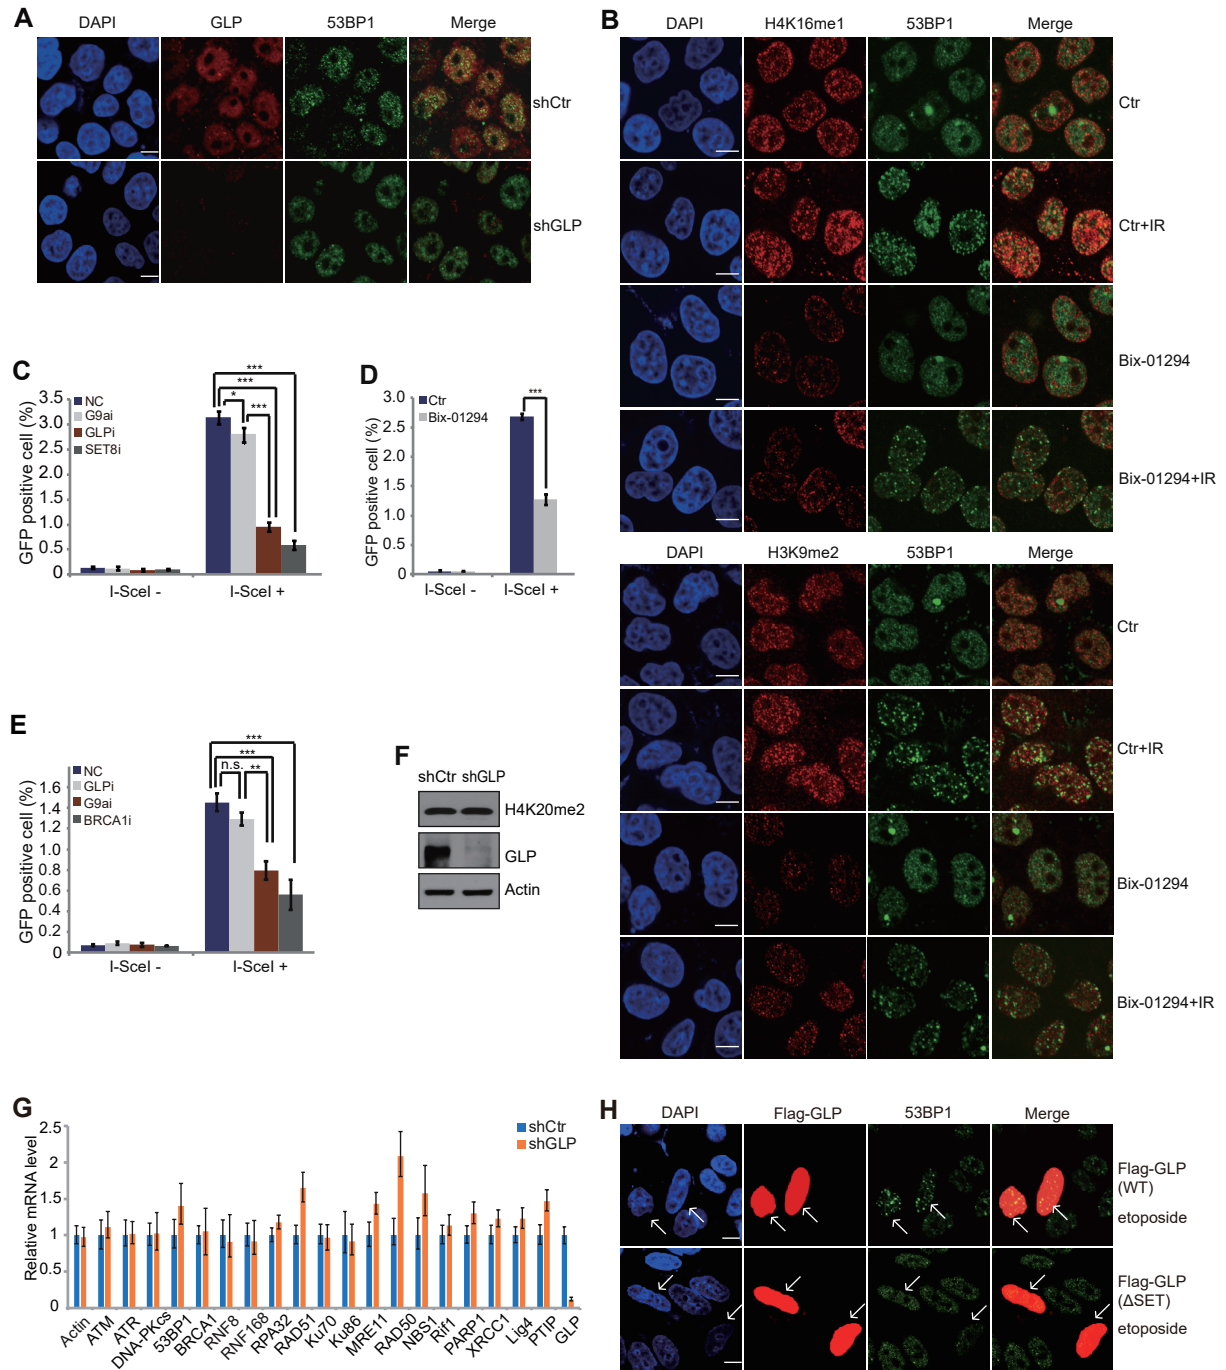 A
DAPI GLP 53BP1 Merge
shCtr
shGLP
B
DAPI H4K16me1 53BP1 Merge
Ctr
Ctr+IR
Bix-01294
Bix-01294+IR
DAPI H3K9me2 53BP1 Merge
Ctr
Ctr+IR
Bix-01294
Bix-01294+IR
C
GFP positive cell (%)
3.5
3.0
2.5
2.0
1.5
1.0
0.5
0
NC
G9ai
GLPi
SET8i
***
***
* ***
I-SceI - I-SceI +
D
GFP positive cell (%)
3.0
2.5
2.0
1.5
1.0
0.5
0
Ctr
Bix-01294
***
I-SceI - I-SceI +
E
GFP positive cell (%)
1.6
1.4
1.2
1.0
0.8
0.6
0.4
0.2
0
NC
GLPi
G9ai
BRCA1i
***
***
n.s. **
I-SceI - I-SceI +
F
shCtr shGLP
H4K20me2
GLP
Actin
G
Relative mRNA level
2.5
2
1.5
1
0.5
0
shCtr
shGLP
Actin ATM ATR DNA-PKcs 53BP1 BRCA1 RNF8 RNF168 RPA32 RAD51 Ku70 Ku86 MRE11 RAD50 NBS1 Rif1 PARP1 XRCC1 Lig4 PTIP GLP
H
DAPI Flag-GLP 53BP1 Merge
Flag-GLP
(WT)
etoposide
Flag-GLP
(ΔSET)
etoposide